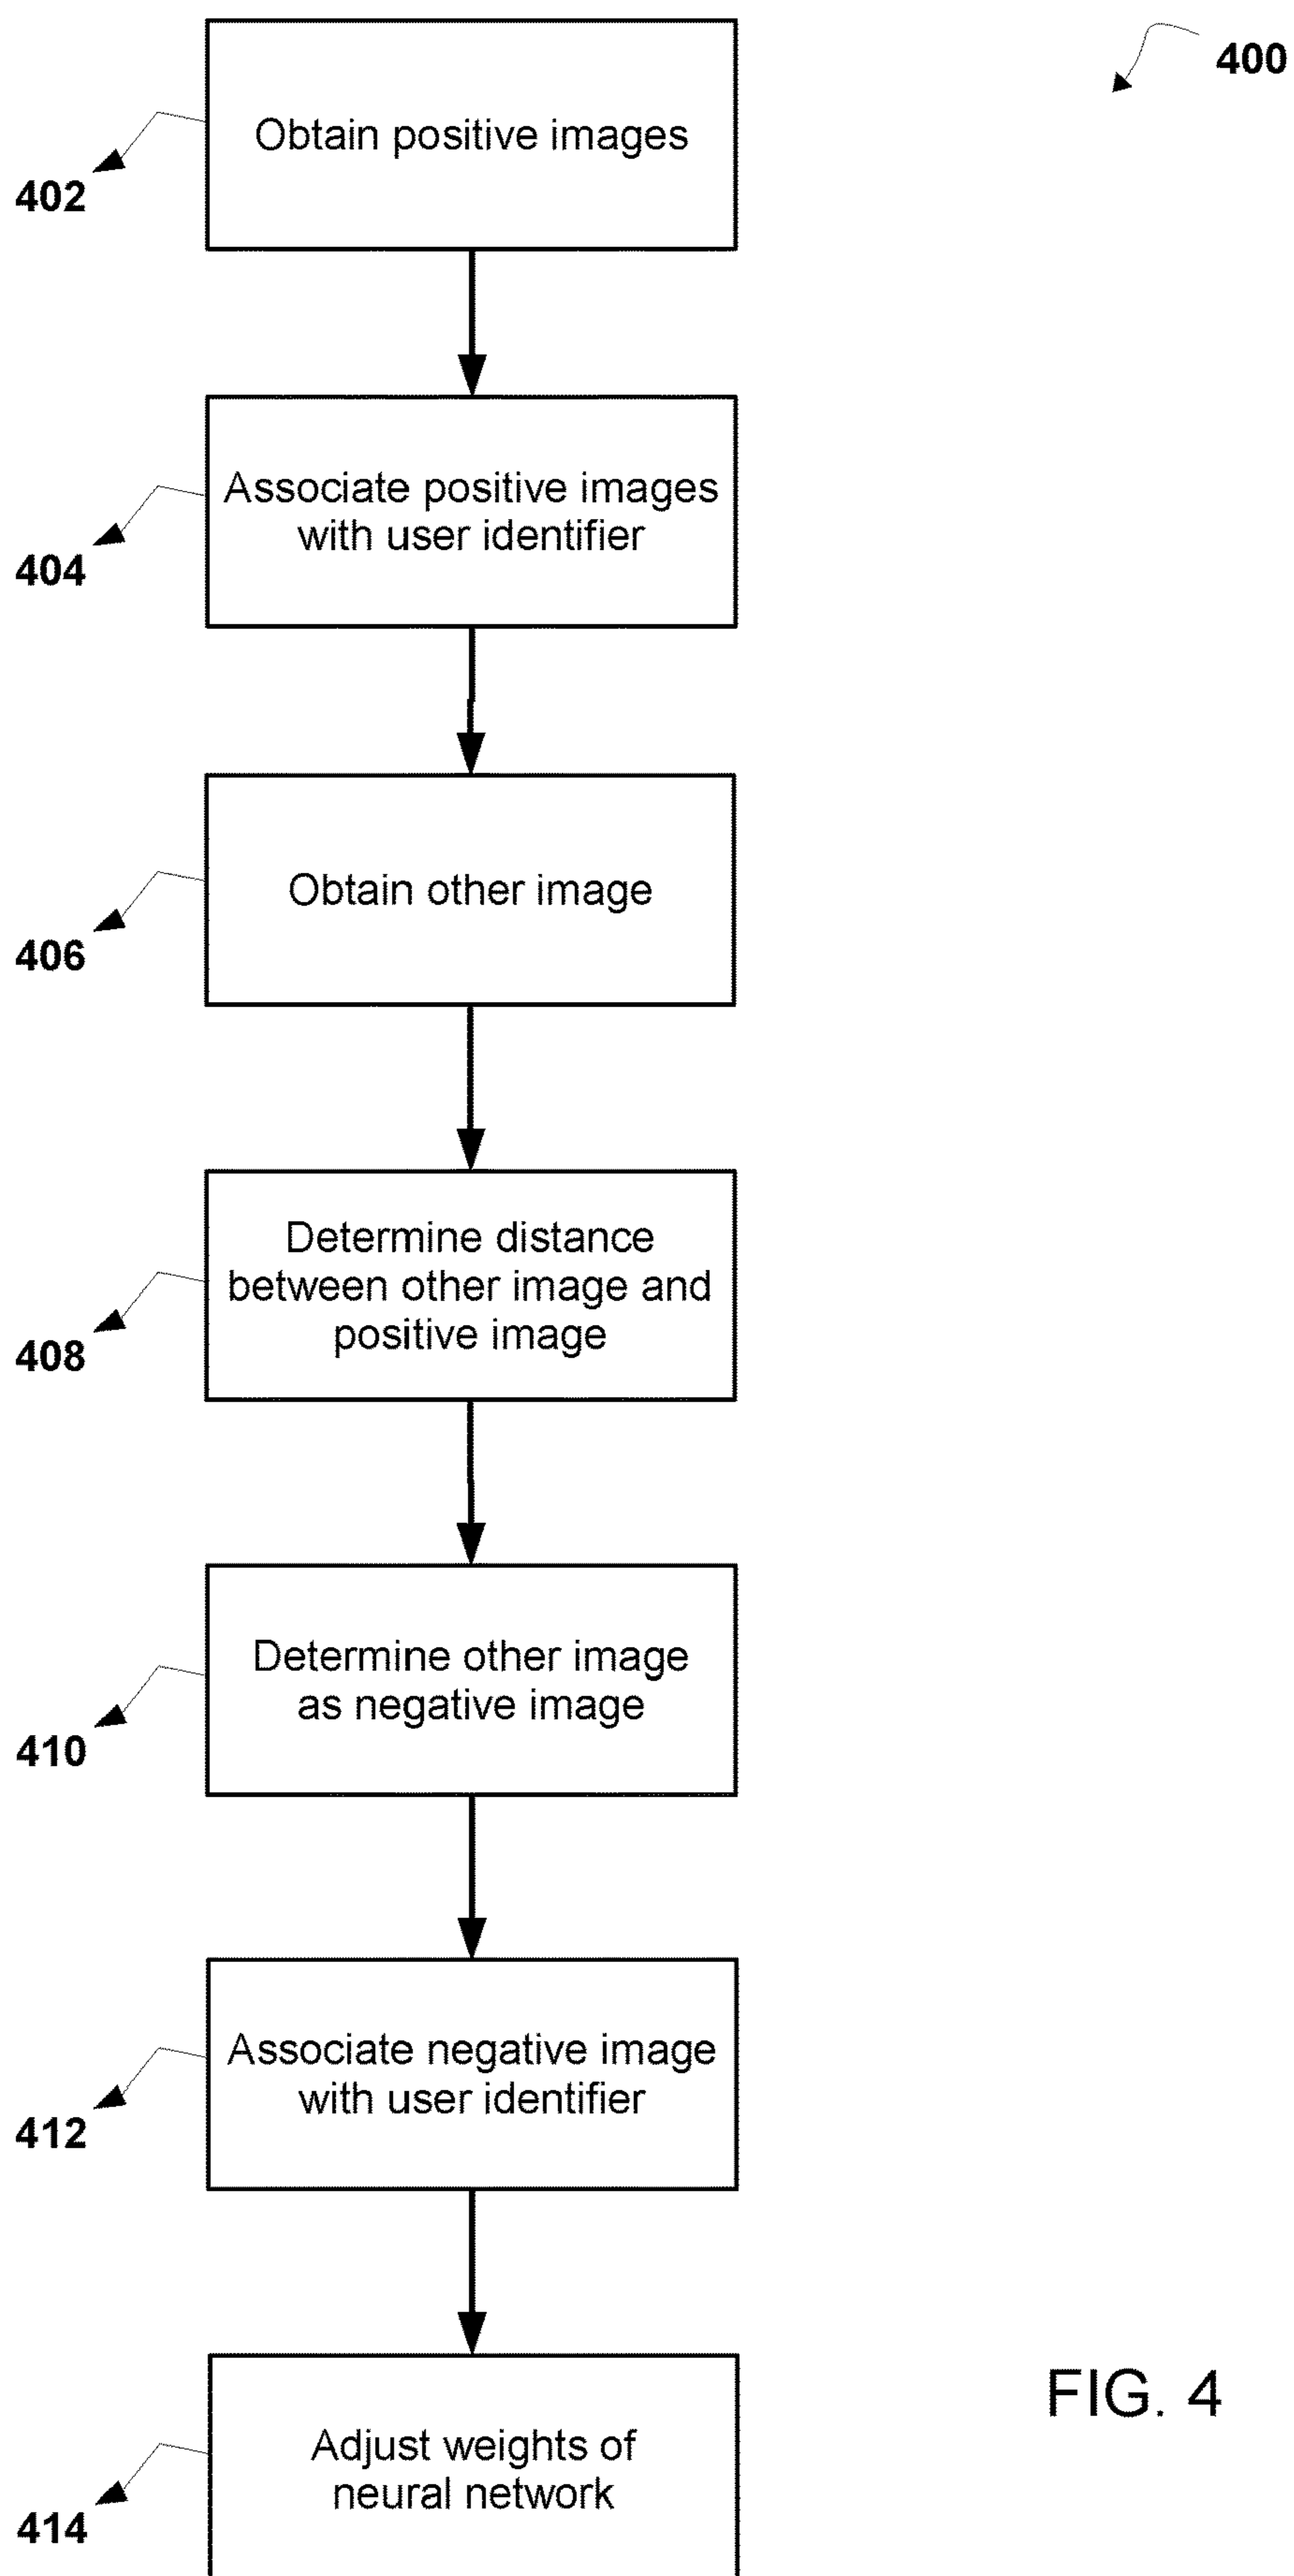 400
Obtain positive images
402
Associate positive images
with user identifier
404
Obtain other image
406
Determine distance
between other image and
positive image
408
Determine other image
as negative image
410
Associate negative image
with user identifier
412
Adjust weights of
neural network
414
FIG. 4